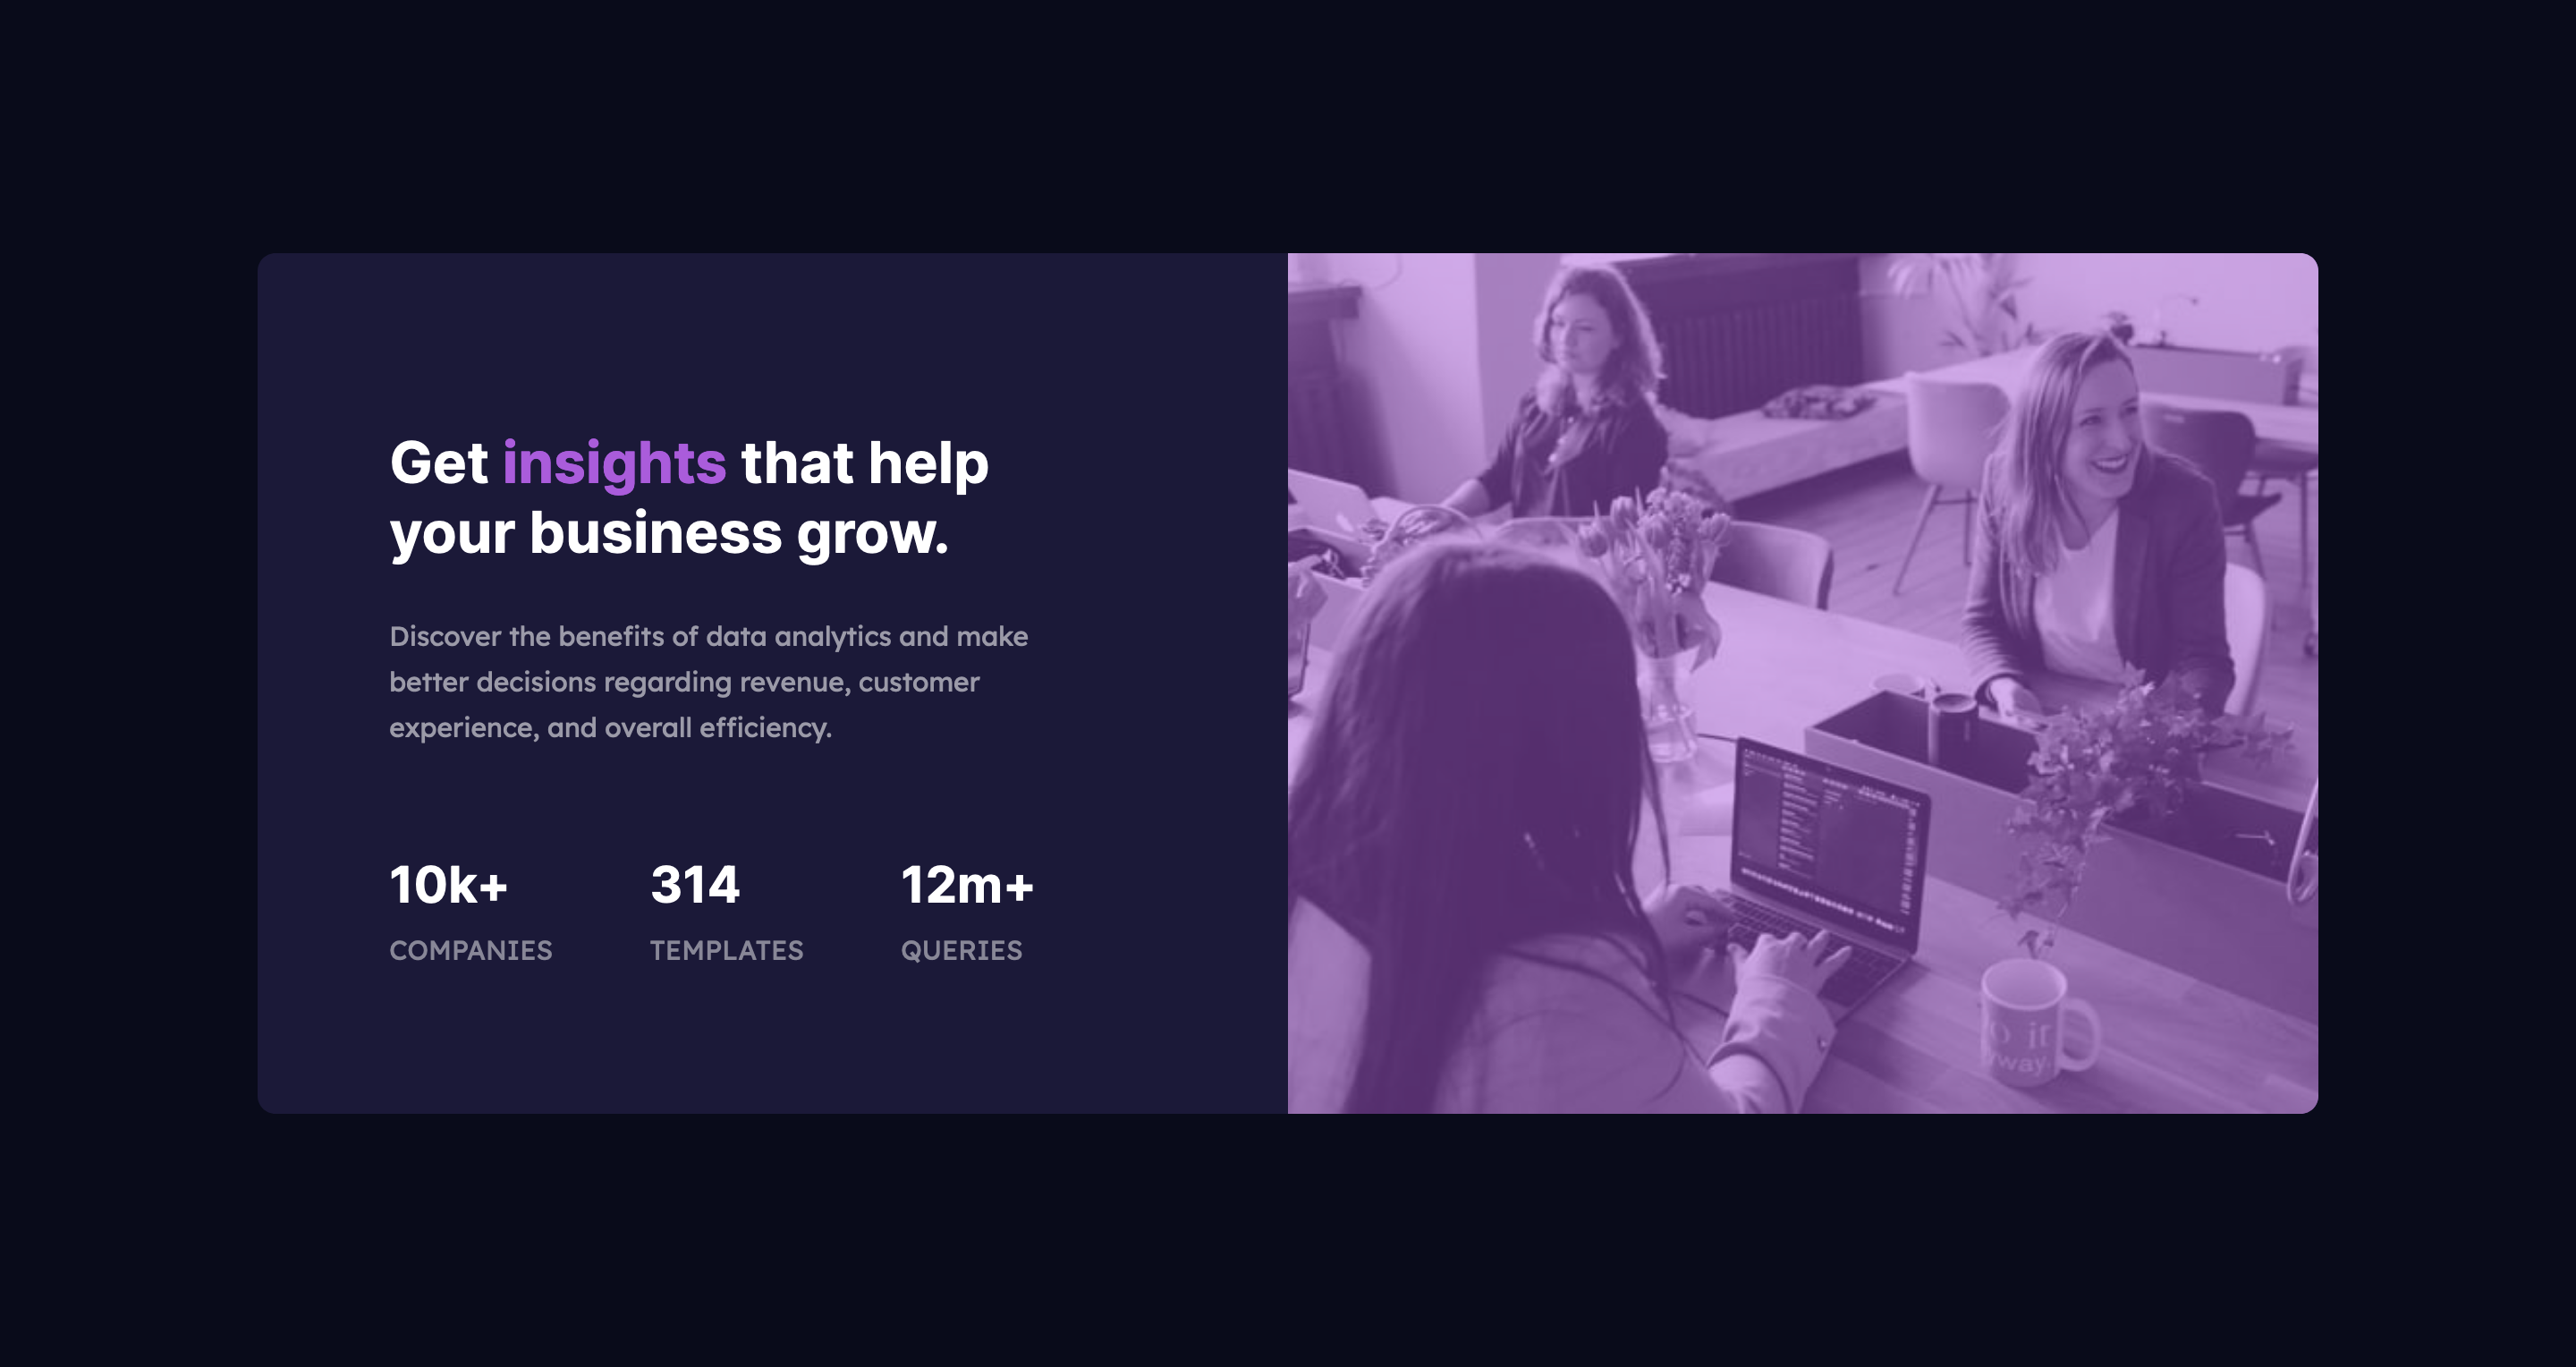 Get insights that help
your business grow.
Discover the benefits of data analytics and make
better decisions regarding revenue, customer
experience, and overall efficiency.
10k+ 314 12m+
COMPANIES TEMPLATES QUERIES